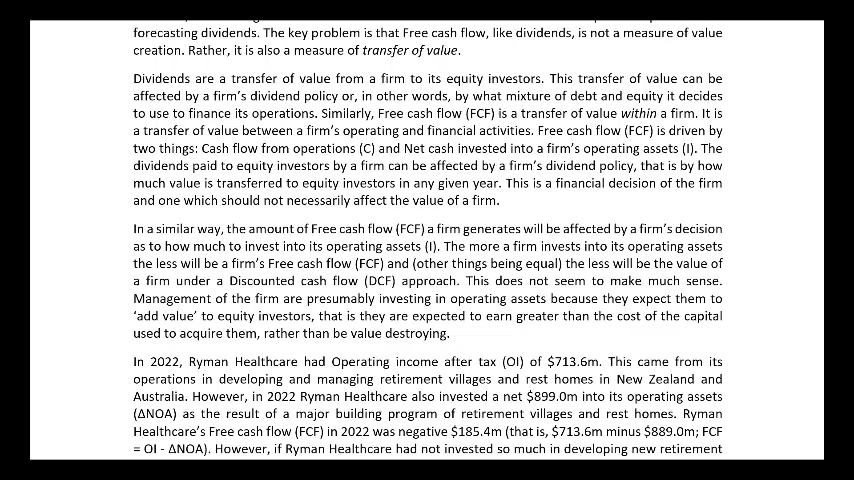 forecasting dividends. The key problem is that Free cash flow, like dividends, is not a measure of value
creation. Rather, it is also a measure of transfer of value.
Dividends are a transfer of value from a firm to its equity investors. This transfer of value can be
affected by a firm's dividend policy or, in other words, by what mixture of debt and equity it decides
to use to finance its operations. Similarly, Free cash flow (FCF) is a transfer of value within a firm. It is
a transfer of value between a firm's operating and financial activities. Free cash flow (FCF) is driven by
two things: Cash flow from operations (C) and Net cash invested into a firm's operating assets (I). The
dividends paid to equity investors by a firm can be affected by a firm's dividend policy, that is by how
much value is transferred to equity investors in any given year. This is a financial decision of the firm
and one which should not necessarily affect the value of a firm.
In a similar way, the amount of Free cash flow (FCF) a firm generates will be affected by a firm's decision
as to how much to invest into its operating assets (I). The more a firm invests into its operating assets
the less will be a firm's Free cash flow (FCF) and (other things being equal) the less will be the value of
a firm under a Discounted cash flow (DCF) approach. This does not seem to make much sense.
Management of the firm are presumably investing in operating assets because they expect them to
‘add value’ to equity investors, that is they are expected to earn greater than the cost of the capital
used to acquire them, rather than be value destroying.
In 2022, Ryman Healthcare had Operating income after tax (OI) of $713.6m. This came from its
operations in developing and managing retirement villages and rest homes in New Zealand and
Australia. However, in 2022 Ryman Healthcare also invested a net $899.0m into its operating assets
(ΔNOA) as the result of a major building program of retirement villages and rest homes. Ryman
Healthcare's Free cash flow (FCF) in 2022 was negative $185.4m (that is, $713.6m minus $889.0m; FCF
= OI - ΔNOA). However, if Ryman Healthcare had not invested so much in developing new retirement